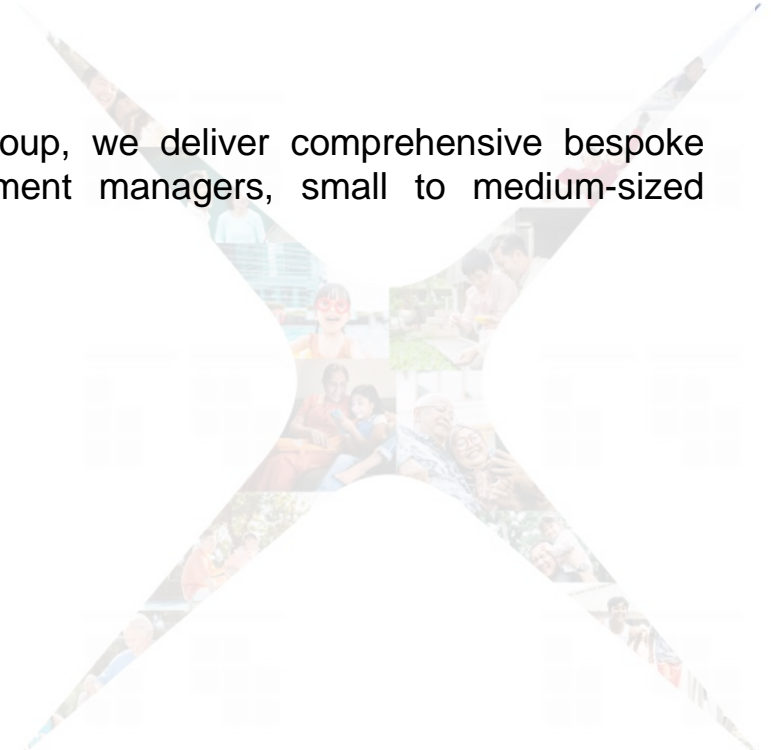 oup, we deliver comprehensive bespoke
ment managers, small to medium-sized